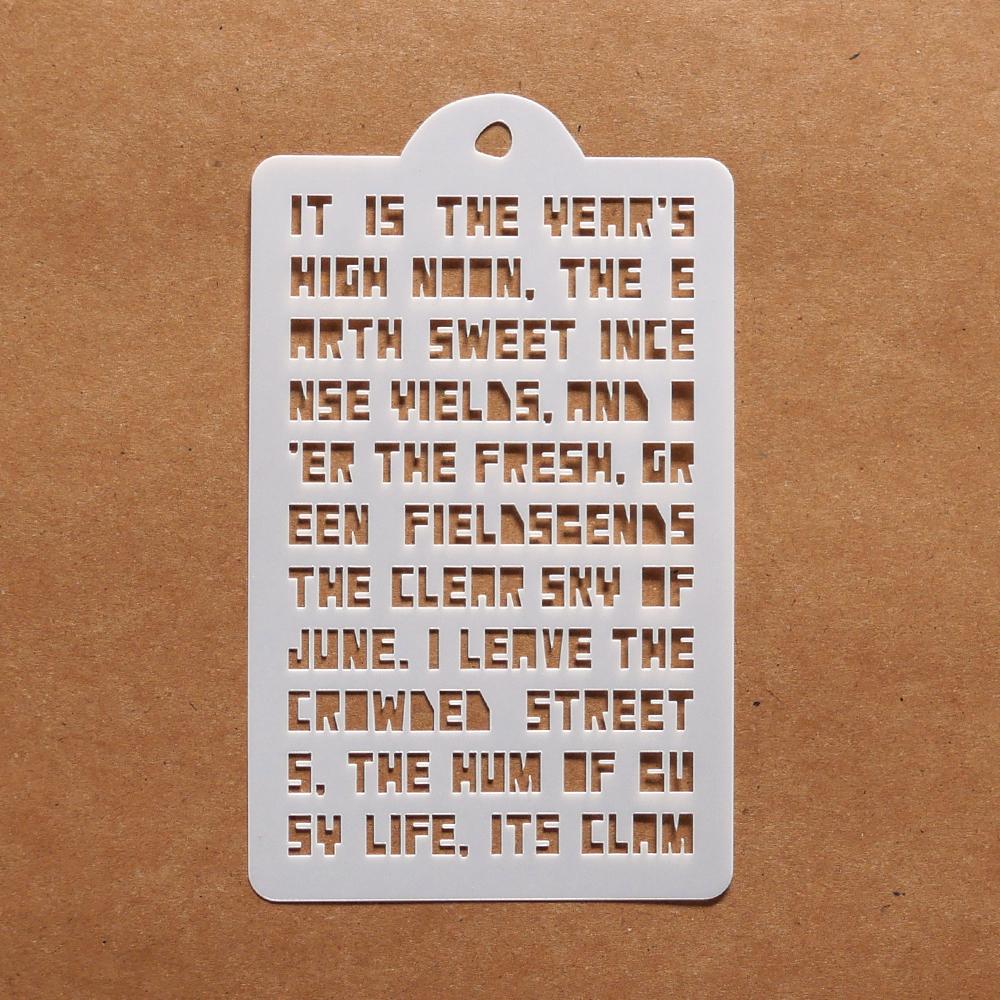 IT IS THE YEAR'S
HIGH NOON, THE E
ARTH SWEET INCE
NSE YIELDS, AND O
'ER THE FRESH, GR
EEN FIELDSBENDS
THE CLEAR SKY OF
JUNE. I LEAVE THE
CROWDED STREET
S, THE HUM OF BU
SY LIFE, ITS CLAM